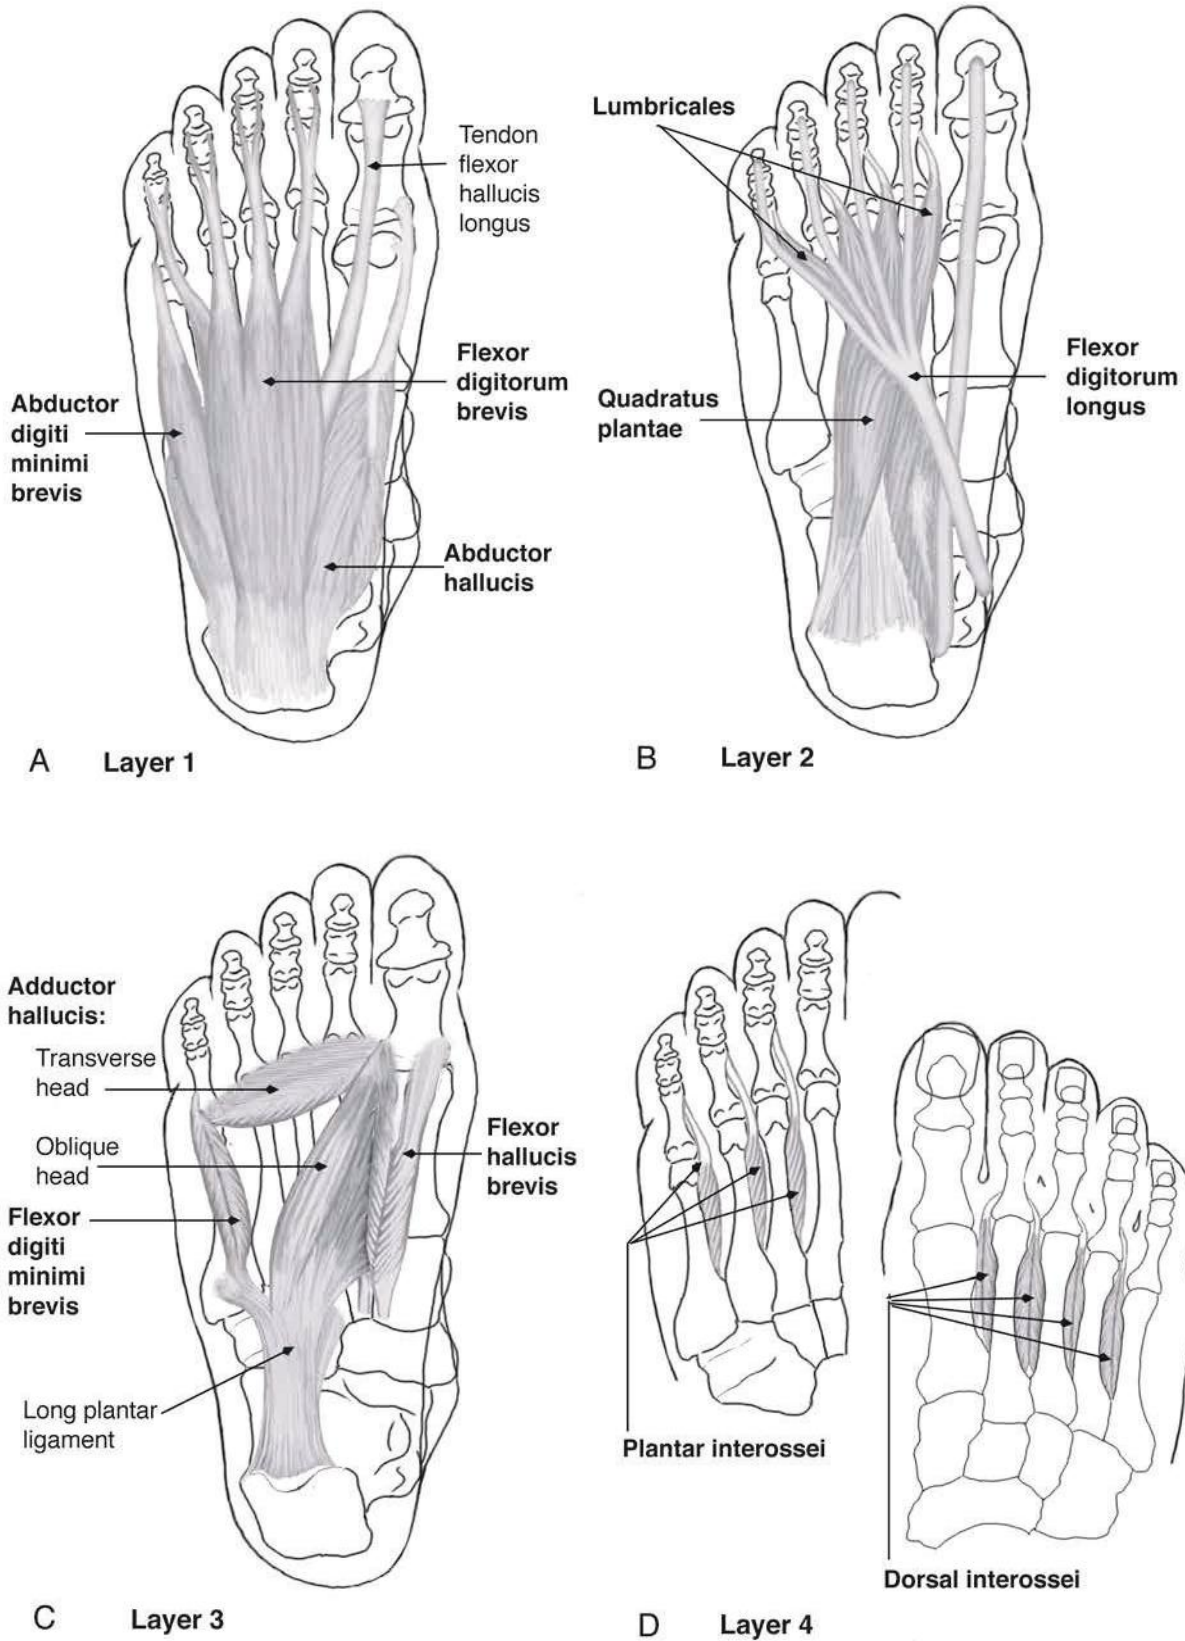 Tendon
flexor
hallucis
longus
Flexor
digitorum
brevis
Abductor
digiti
minimi
brevis
Abductor
hallucis
A Layer 1
Lumbricales
Flexor
digitorum
longus
Quadratus
plantae
B Layer 2
Adductor
hallucis:
Transverse
head
Oblique
head
Flexor
hallucis
brevis
Flexor
digiti
minimi
brevis
Long plantar
ligament
C Layer 3
Plantar interossei
Dorsal interossei
D Layer 4